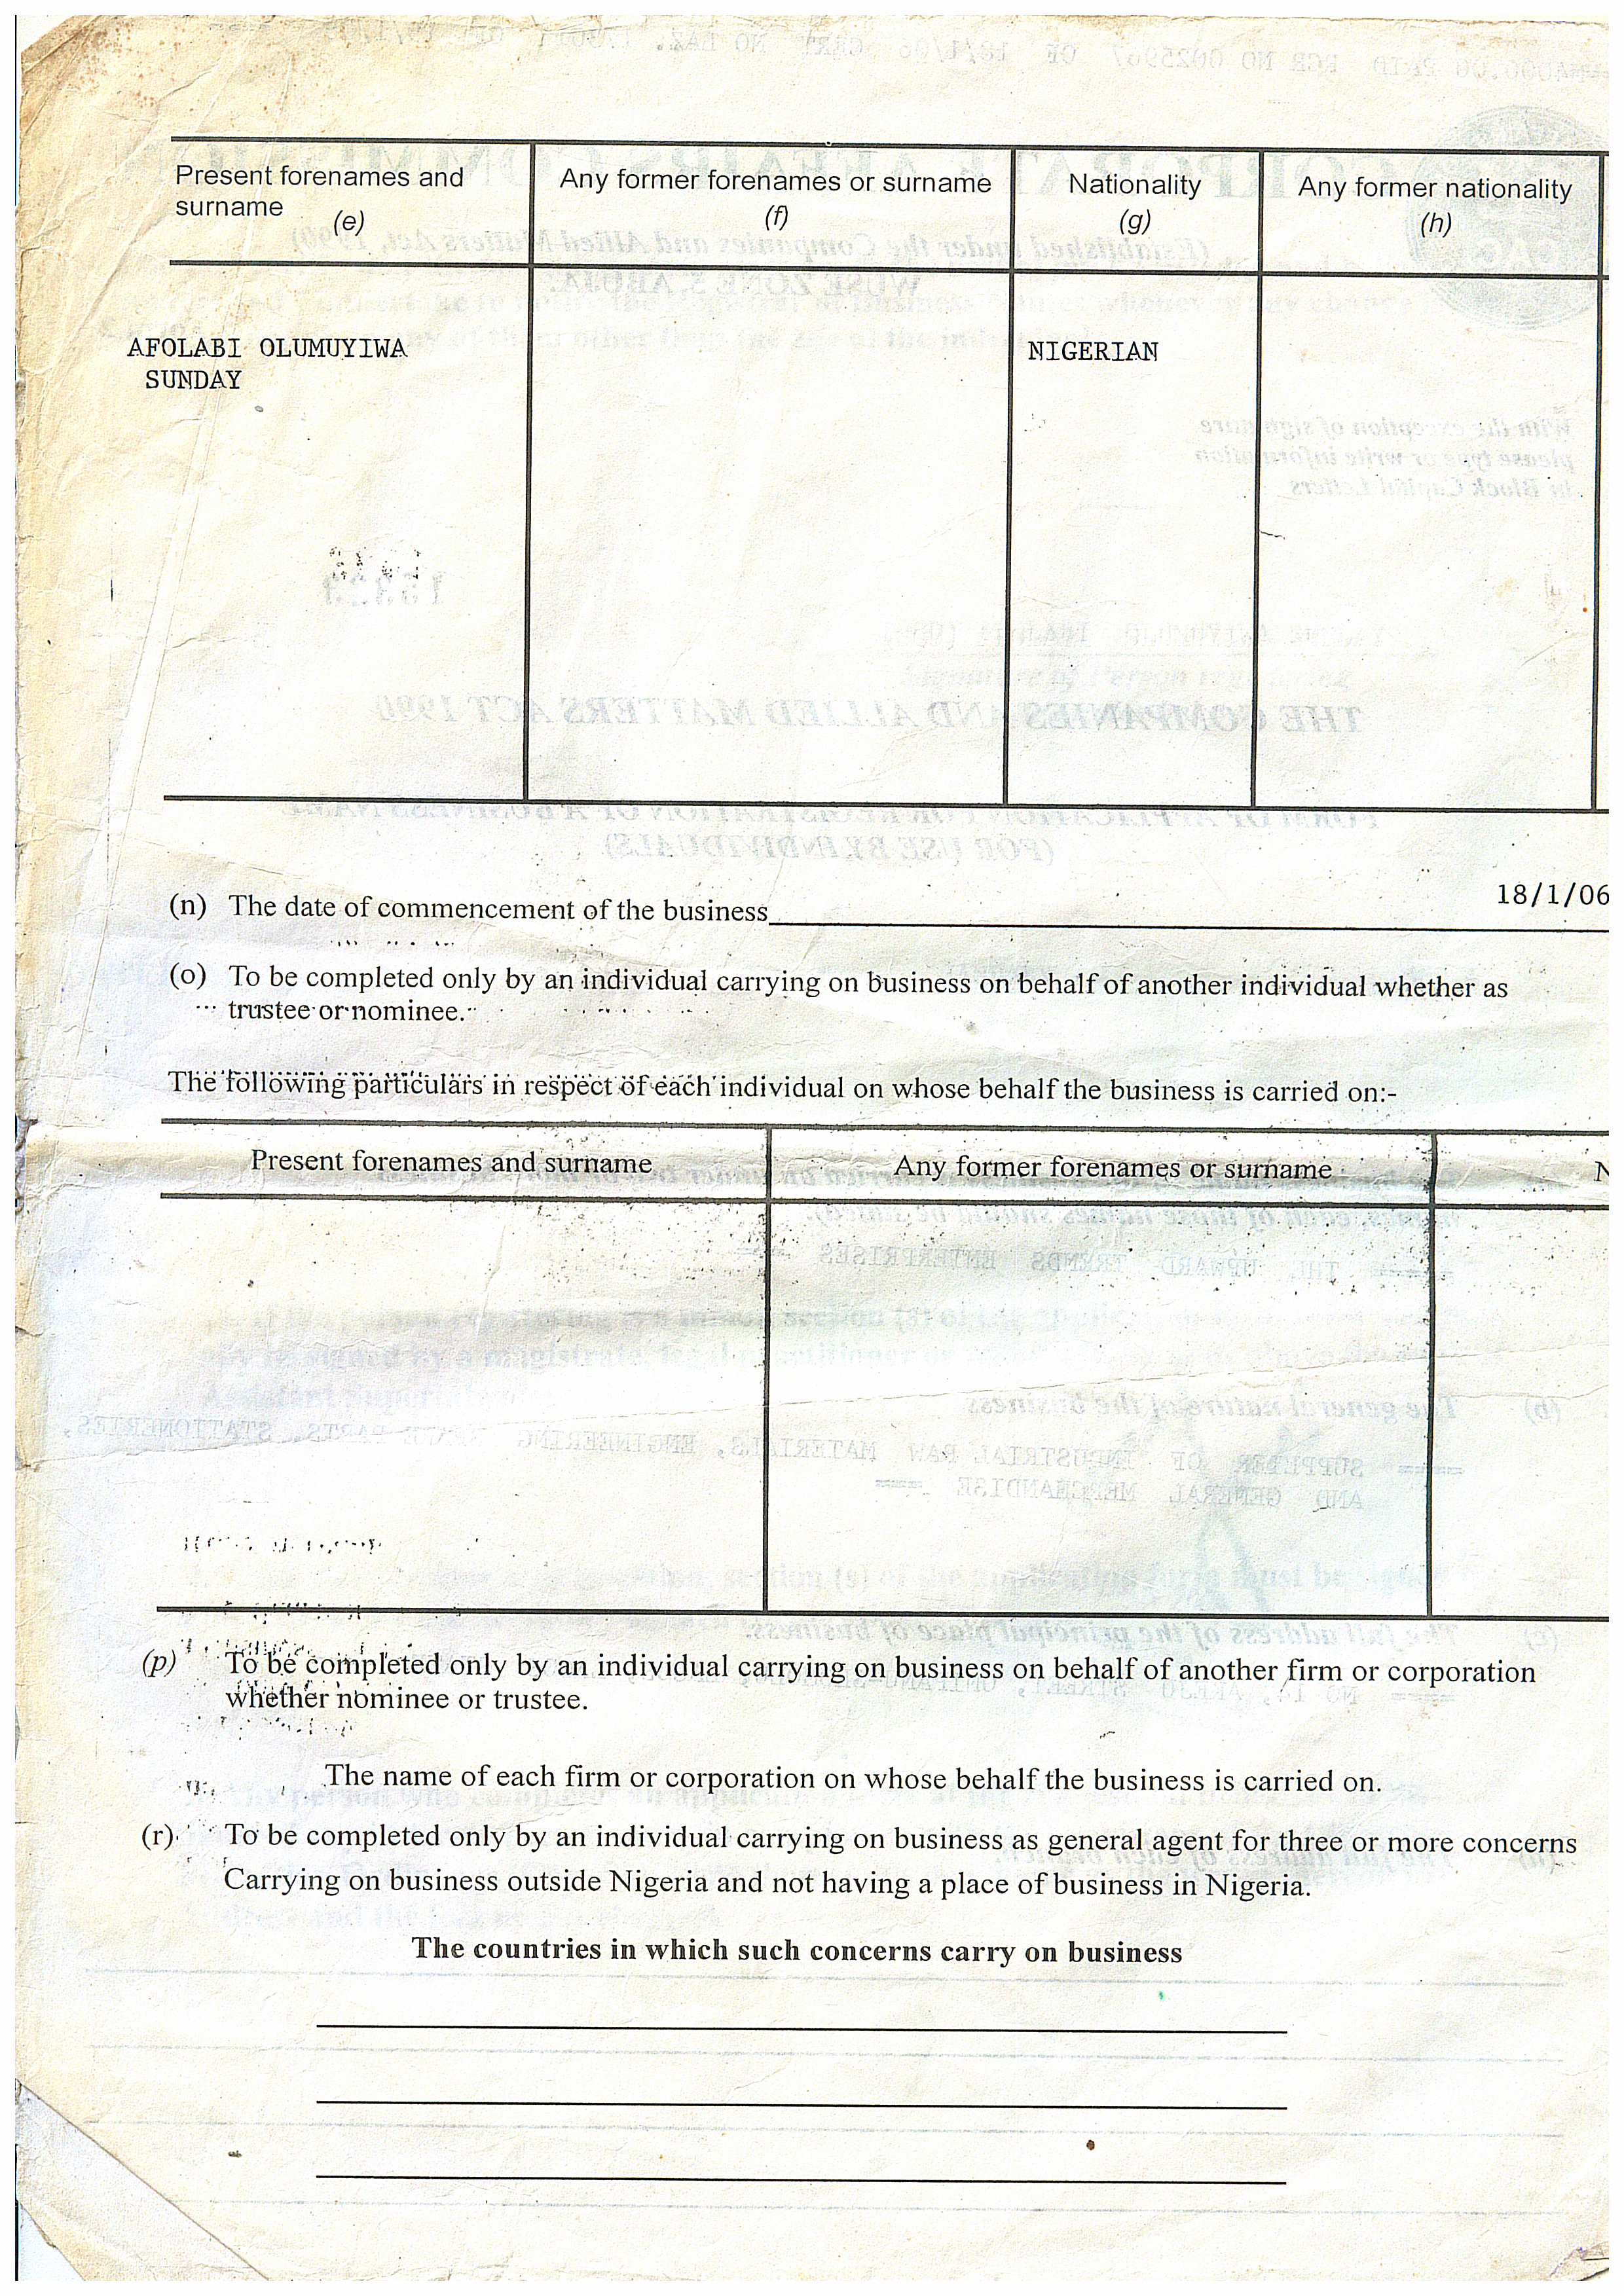 Present forenames and
surname (e)
Any former forenames or surname
(f)
Nationality
(g)
Any former nationality
(h)
AFOLABI OLUMUYIWA
SUNDAY
NIGERIAN
(n) The date of commencement of the business 18/1/06
(o) To be completed only by an individual carrying on business on behalf of another individual whether as
trustee or nominee.
The following particulars in respect of each individual on whose behalf the business is carried on:-
Present forenames and surname
Any former forenames or surname
N
(p) To be completed only by an individual carrying on business on behalf of another firm or corporation
whether nominee or trustee.
The name of each firm or corporation on whose behalf the business is carried on.
(r) To be completed only by an individual carrying on business as general agent for three or more concerns
Carrying on business outside Nigeria and not having a place of business in Nigeria.
The countries in which such concerns carry on business